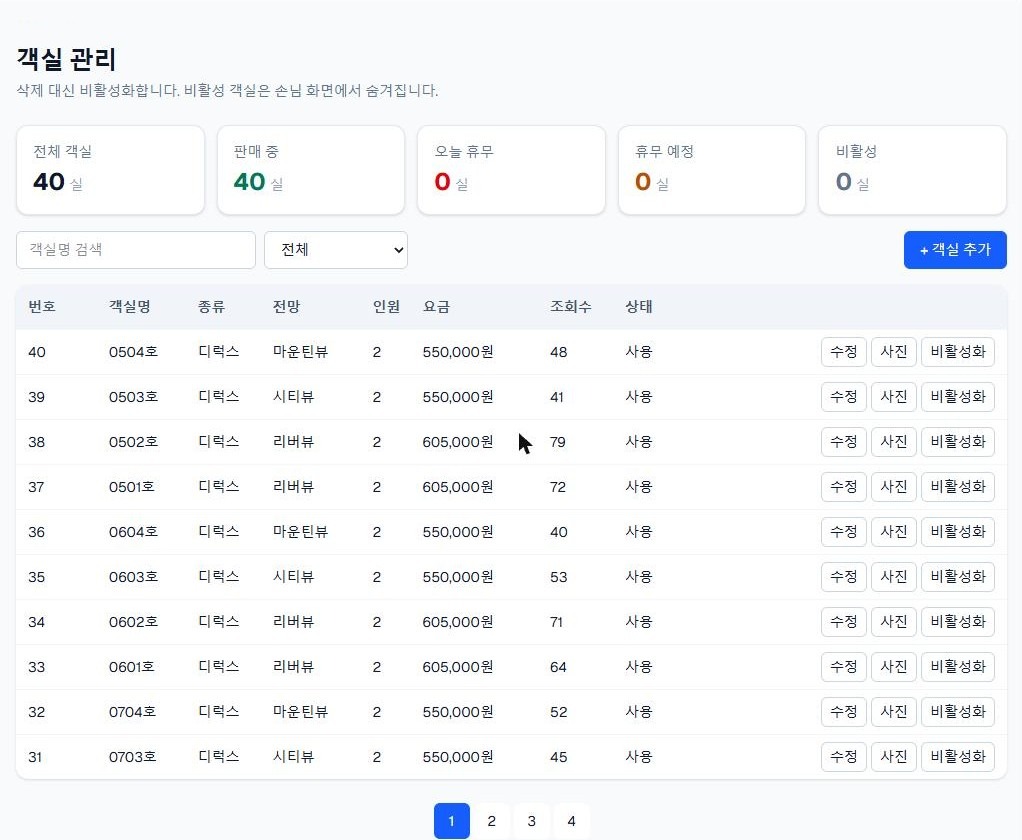 객실 관리
삭제 대신 비활성화합니다. 비활성 객실은 손님 화면에서 숨겨집니다.
전체 객실 판매 중 오늘 휴무 휴무 예정 비활성
40 실 40 실 0 실 0 실 0 실
객실명 검색 전체 + 객실 추가
번호 객실명 종류 전망 인원 요금 조회수 상태
40 0504호 디럭스 마운틴뷰 2 550,000원 48 사용 수정 사진 비활성화
39 0503호 디럭스 시티뷰 2 550,000원 41 사용 수정 사진 비활성화
38 0502호 디럭스 리버뷰 2 605,000원 79 사용 수정 사진 비활성화
37 0501호 디럭스 리버뷰 2 605,000원 72 사용 수정 사진 비활성화
36 0604호 디럭스 마운틴뷰 2 550,000원 40 사용 수정 사진 비활성화
35 0603호 디럭스 시티뷰 2 550,000원 53 사용 수정 사진 비활성화
34 0602호 디럭스 리버뷰 2 605,000원 71 사용 수정 사진 비활성화
33 0601호 디럭스 리버뷰 2 605,000원 64 사용 수정 사진 비활성화
32 0704호 디럭스 마운틴뷰 2 550,000원 52 사용 수정 사진 비활성화
31 0703호 디럭스 시티뷰 2 550,000원 45 사용 수정 사진 비활성화
1 2 3 4